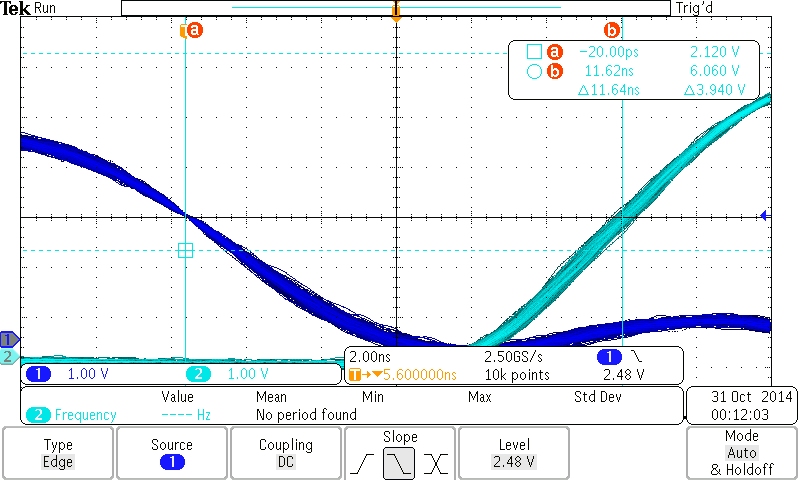 Tek Run
T
Trig'd
a
b
a −20.00ps 2.120 V
b 11.62ns 6.060 V
Δ11.64ns Δ3.940 V
1
2
1 1.00 V 2 1.00 V
2.00ns 2.50GS/s 1
T→▼5.600000ns 10k points 2.48 V
Value Mean Min Max Std Dev
2 Frequency ---- Hz No period found
31 Oct 2014
00:12:03
Type
Edge
Source
1
Coupling
DC
Slope
Level
2.48 V
Mode
Auto
& Holdoff